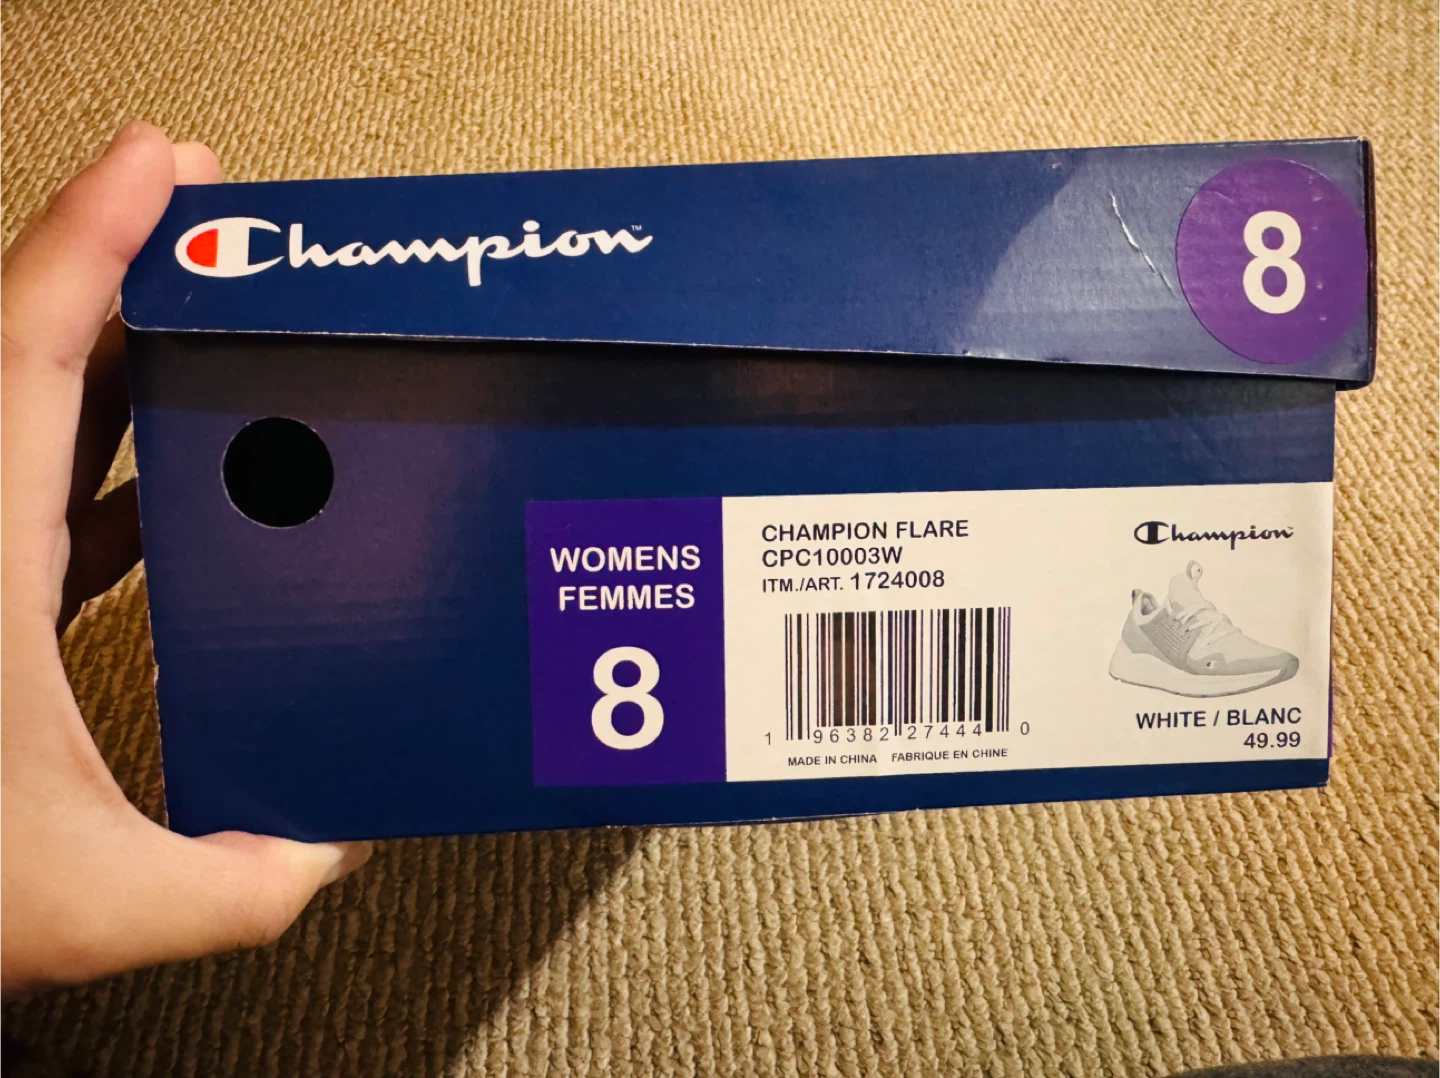 Champion™
8
WOMENS
FEMMES
8
CHAMPION FLARE
CPC10003W
ITM./ART. 1724008
1 96382 27444 0
MADE IN CHINA FABRIQUE EN CHINE
Champion
WHITE / BLANC
49.99